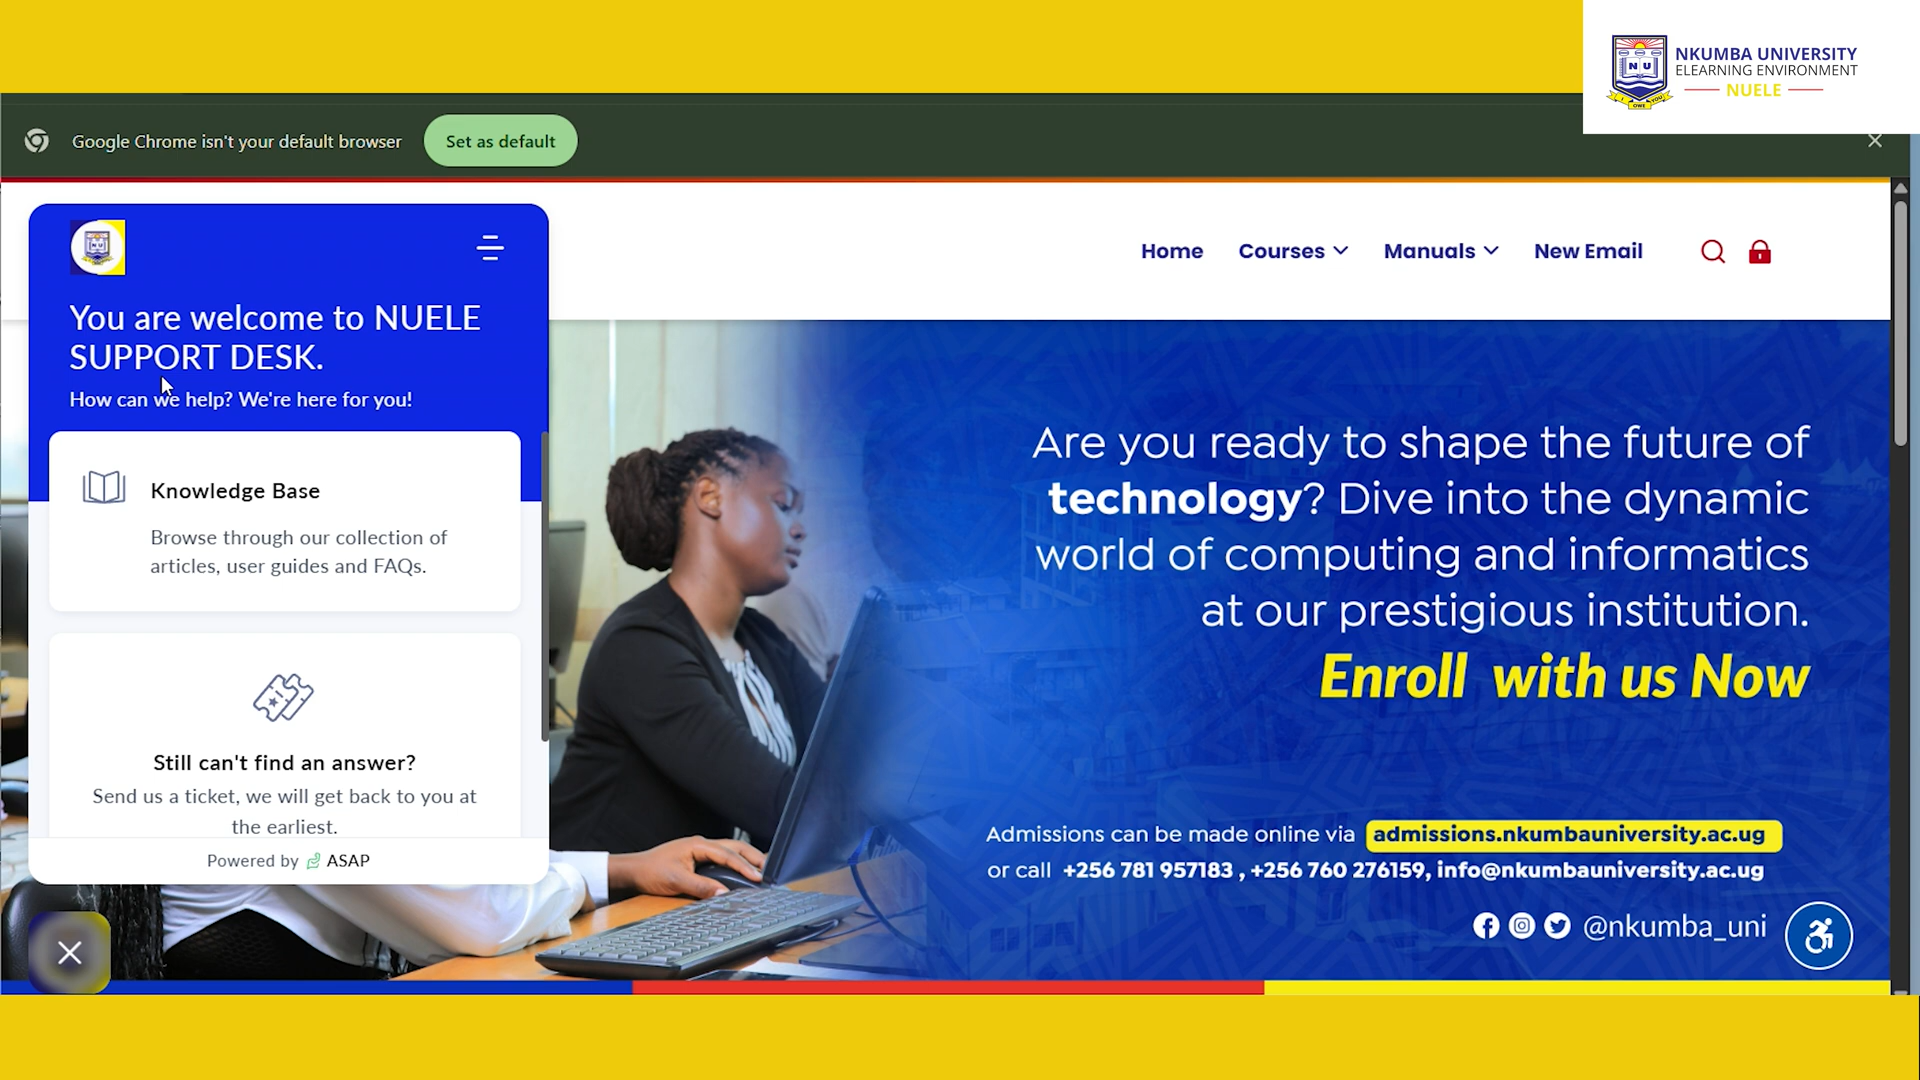 NKUMBA UNIVERSITY
ELEARNING ENVIRONMENT
NUELE
Google Chrome isn't your default browser
Set as default
Home
Courses
Manuals
New Email
You are welcome to NUELE
SUPPORT DESK.
How can we help? We're here for you!
Knowledge Base
Browse through our collection of
articles, user guides and FAQs.
Still can't find an answer?
Send us a ticket, we will get back to you at
the earliest.
Powered by ASAP
Are you ready to shape the future of
technology? Dive into the dynamic
world of computing and informatics
at our prestigious institution.
Enroll with us Now
Admissions can be made online via admissions.nkumbauniversity.ac.ug
or call +256 781 957183 , +256 760 276159, info@nkumbauniversity.ac.ug
@nkumba_uni